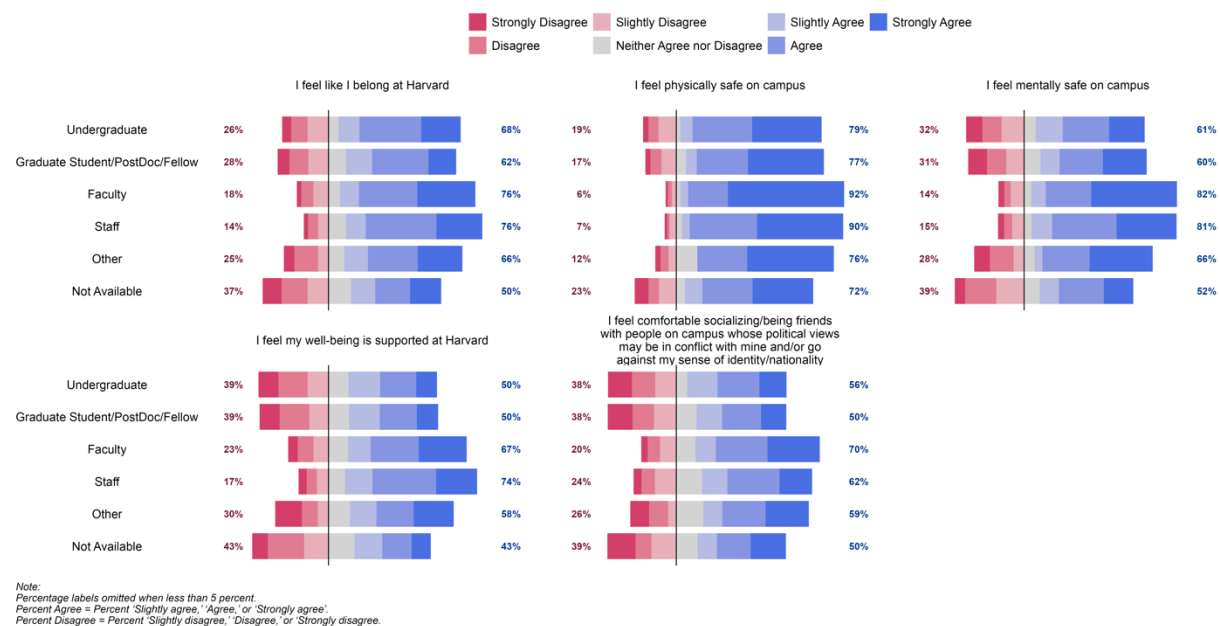 Strongly Disagree Slightly Disagree Slightly Agree Strongly Agree
Disagree Neither Agree nor Disagree Agree
I feel like I belong at Harvard I feel physically safe on campus I feel mentally safe on campus
Undergraduate 26% 68% 19% 79% 32% 61%
Graduate Student/PostDoc/Fellow 28% 62% 17% 77% 31% 60%
Faculty 18% 76% 6% 92% 14% 82%
Staff 14% 76% 7% 90% 15% 81%
Other 25% 66% 12% 76% 28% 66%
Not Available 37% 50% 23% 72% 39% 52%
I feel my well-being is supported at Harvard
I feel comfortable socializing/being friends
with people on campus whose political views
may be in conflict with mine and/or go
against my sense of identity/nationality
Undergraduate 39% 50% 38% 56%
Graduate Student/PostDoc/Fellow 39% 50% 38% 50%
Faculty 23% 67% 20% 70%
Staff 17% 74% 24% 62%
Other 30% 58% 26% 59%
Not Available 43% 43% 39% 50%
Note:
Percentage labels omitted when less than 5 percent.
Percent Agree = Percent ‘Slightly agree,’ ‘Agree,’ or ‘Strongly agree’.
Percent Disagree = Percent ‘Slightly disagree,’ ‘Disagree,’ or ‘Strongly disagree.